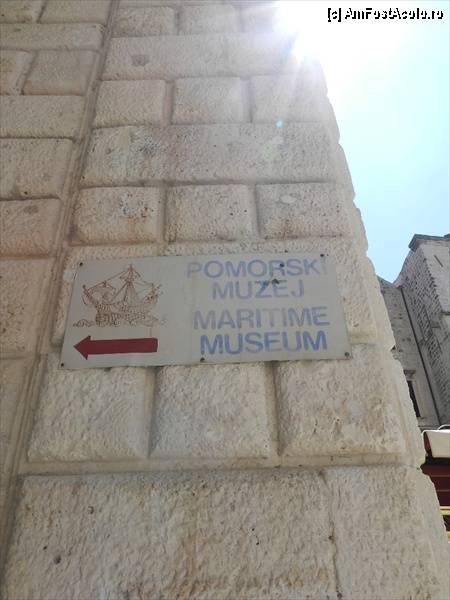 [c] AmFostAcolo.ro
POMORSKI
MUZEJ
MARITIME
MUSEUM